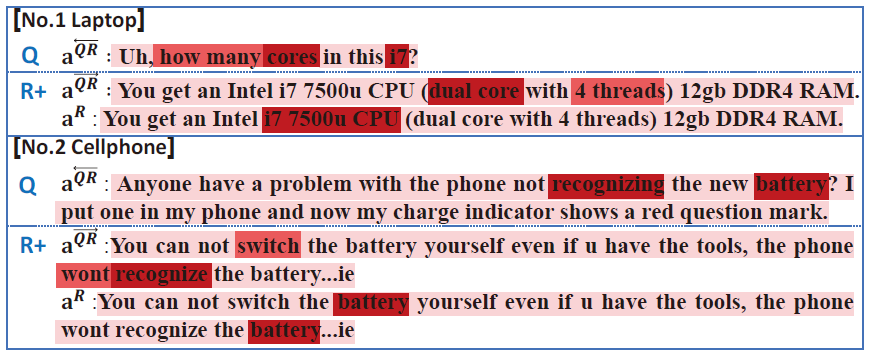 [No.1 Laptop]
Q a^{\overleftarrow{QR}} : Uh, how many cores in this i7?
R+ a^{\overrightarrow{QR}} : You get an Intel i7 7500u CPU (dual core with 4 threads) 12gb DDR4 RAM.
a^R : You get an Intel i7 7500u CPU (dual core with 4 threads) 12gb DDR4 RAM.
[No.2 Cellphone]
Q a^{\overleftarrow{QR}} : Anyone have a problem with the phone not recognizing the new battery? I
put one in my phone and now my charge indicator shows a red question mark.
R+ a^{\overrightarrow{QR}} :You can not switch the battery yourself even if u have the tools, the phone
wont recognize the battery...ie
a^R :You can not switch the battery yourself even if u have the tools, the phone
wont recognize the battery...ie